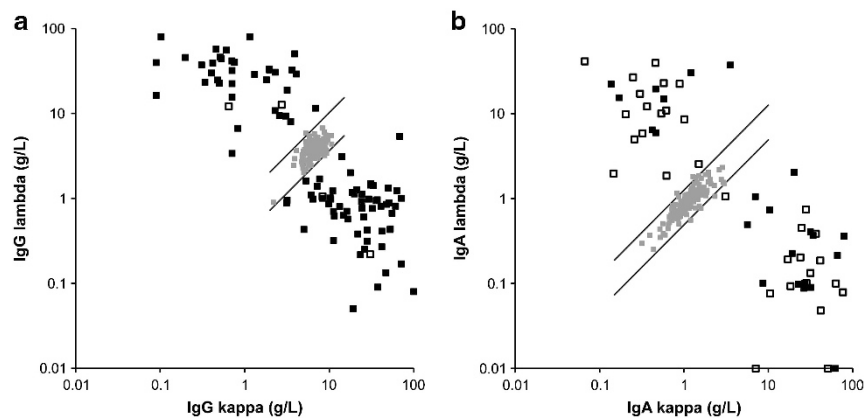 a
100
10
1
0.1
0.01
IgG lambda (g/L)
0.01 0.1 1 10 100
IgG kappa (g/L)
b
100
10
1
0.1
0.01
IgA lambda (g/L)
0.01 0.1 1 10 100
IgA kappa (g/L)